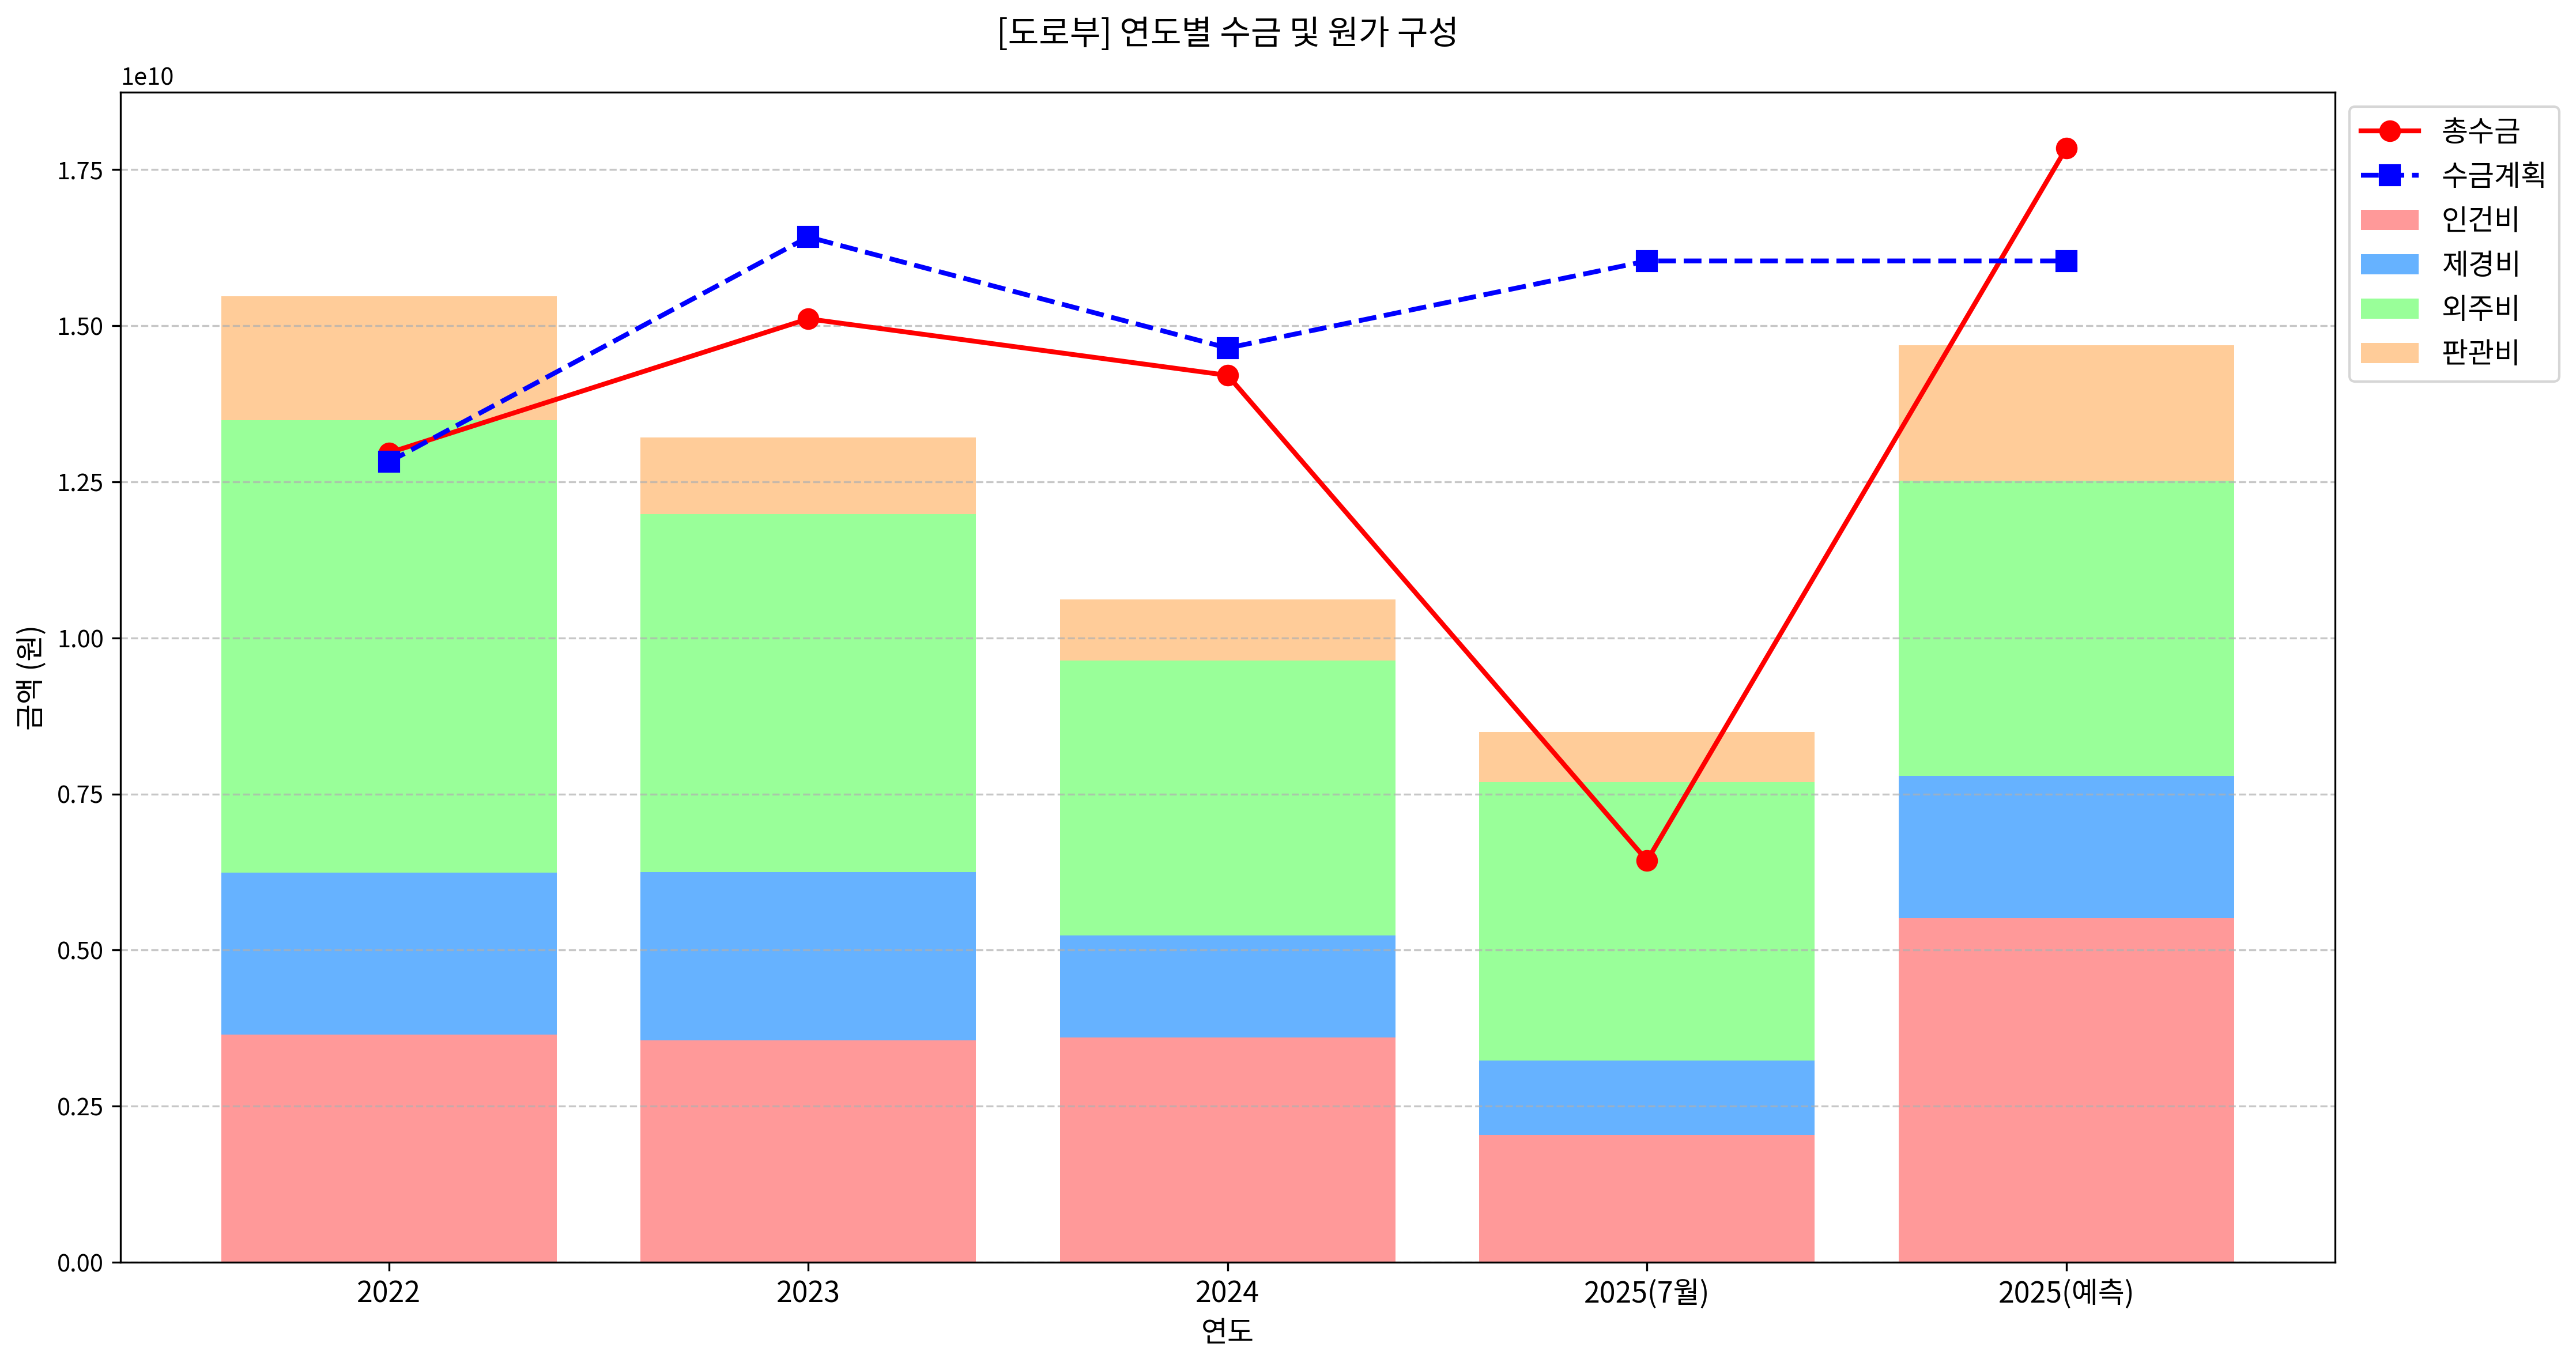 [도로부] 연도별 수금 및 원가 구성
1e10
1.75
1.50
1.25
1.00
0.75
0.50
0.25
0.00
금액 (원)
2022
2023
2024
2025(7월)
2025(예측)
연도
총수금
수금계획
인건비
제경비
외주비
판관비